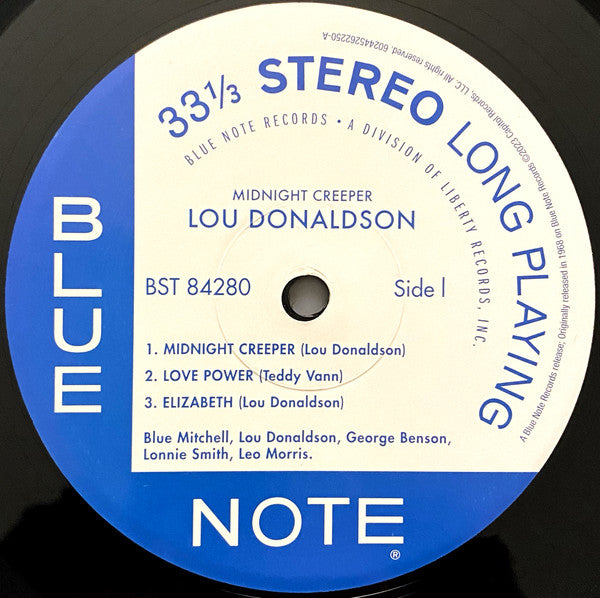 33⅓ STEREO LONG PLAYING
BLUE NOTE RECORDS • A DIVISION OF LIBERTY RECORDS, INC.
A Blue Note Records release; Originally released in 1968 on Blue Note Records ©2023 Capitol Records, LLC. All rights reserved. 602445262250-A
MIDNIGHT CREEPER
LOU DONALDSON
BST 84280 Side I
1. MIDNIGHT CREEPER (Lou Donaldson)
2. LOVE POWER (Teddy Vann)
3. ELIZABETH (Lou Donaldson)
Blue Mitchell, Lou Donaldson, George Benson,
Lonnie Smith, Leo Morris.
BLUE
NOTE®